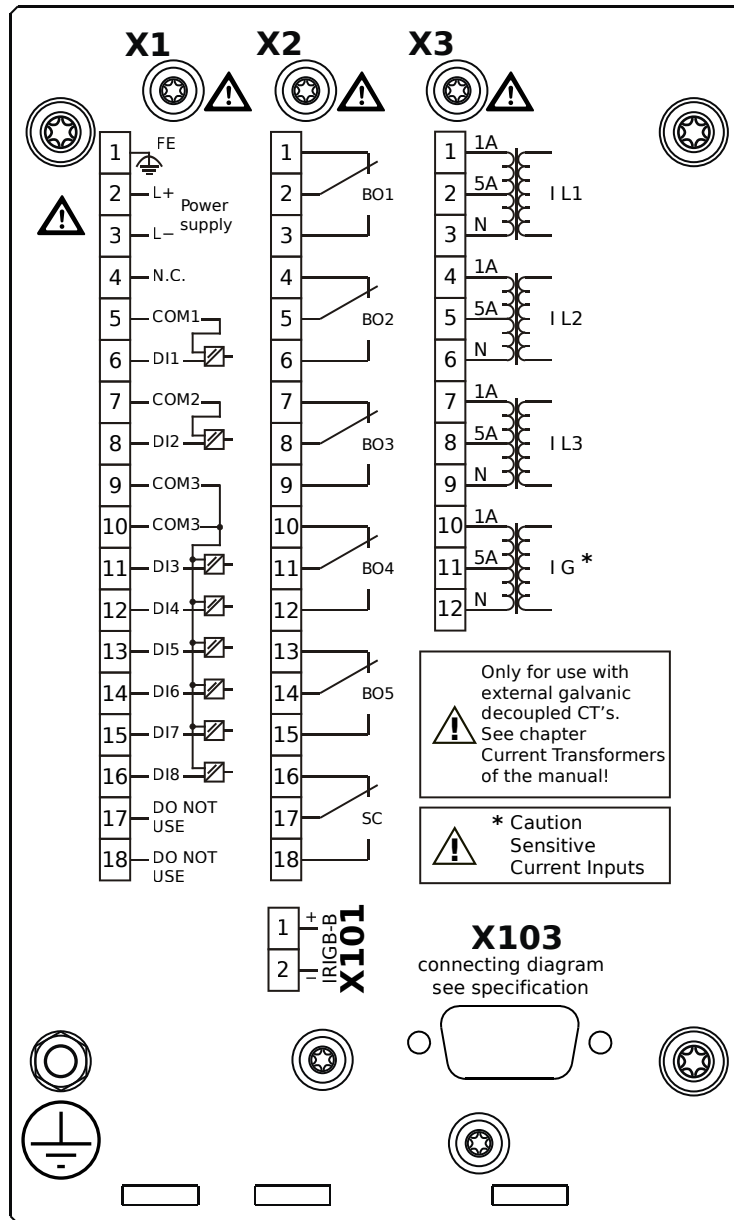 X1
X2
X3
1 FE
2 L+
Power
supply
3 L−
4 N.C.
5 COM1
6 DI1
7 COM2
8 DI2
9 COM3
10 COM3
11 DI3
12 DI4
13 DI5
14 DI6
15 DI7
16 DI8
17 DO NOT
USE
18 DO NOT
USE
1
2 BO1
3
4
5 BO2
6
7
8 BO3
9
10
11 BO4
12
13
14 BO5
15
16
17 SC
18
1 1A
2 5A I L1
3 N
4 1A
5 5A I L2
6 N
7 1A
8 5A I L3
9 N
10 1A
11 5A I G *
12 N
Only for use with
external galvanic
decoupled CT's.
See chapter
Current Transformers
of the manual!
* Caution
Sensitive
Current Inputs
1 +
2 −
IRIGB-B
X101
X103
connecting diagram
see specification